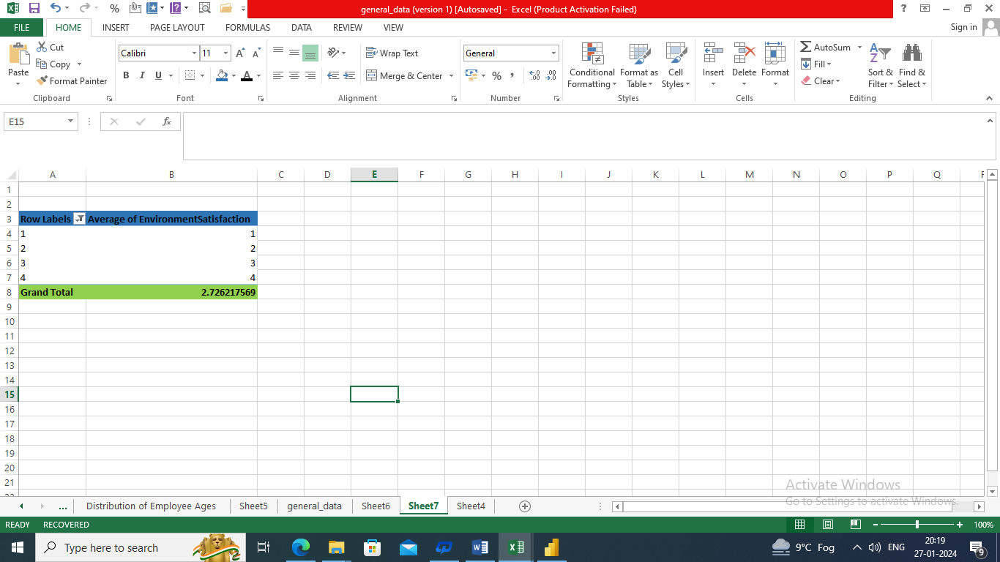 general_data (version 1) [Autosaved] - Excel (Product Activation Failed)
FILE HOME INSERT PAGE LAYOUT FORMULAS DATA REVIEW VIEW Sign in
Paste
Cut
Copy
Format Painter
Clipboard
Calibri 11
B I U
Font
Wrap Text
Merge & Center
Alignment
General
Number
Conditional Formatting
Format as Table
Cell Styles
Styles
Insert
Delete
Format
Cells
AutoSum
Fill
Clear
Sort & Filter
Find & Select
Editing
E15
A B C D E F G H I J K L M N O P Q
1
2
3 Row Labels Average of EnvironmentSatisfaction
4 1 1
5 2 2
6 3 3
7 4 4
8 Grand Total 2.726217569
9
10
11
12
13
14
15
16
17
18
19
20
21
Activate Windows
Go to Settings to activate Windows.
... Distribution of Employee Ages Sheet5 general_data Sheet6 Sheet7 Sheet4
READY RECOVERED 100%
Type here to search 9°C Fog ENG 20:19
27-01-2024 9